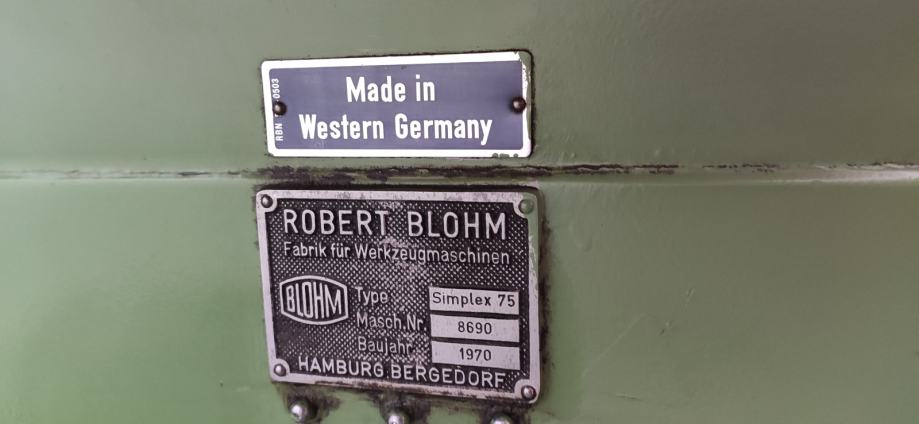 Made in
Western Germany
RBN 0503
ROBERT BLOHM
Fabrik für Werkzeugmaschinen
BLOHM
Type Simplex 75
Masch.Nr. 8690
Baujahr 1970
HAMBURG.BERGEDORF